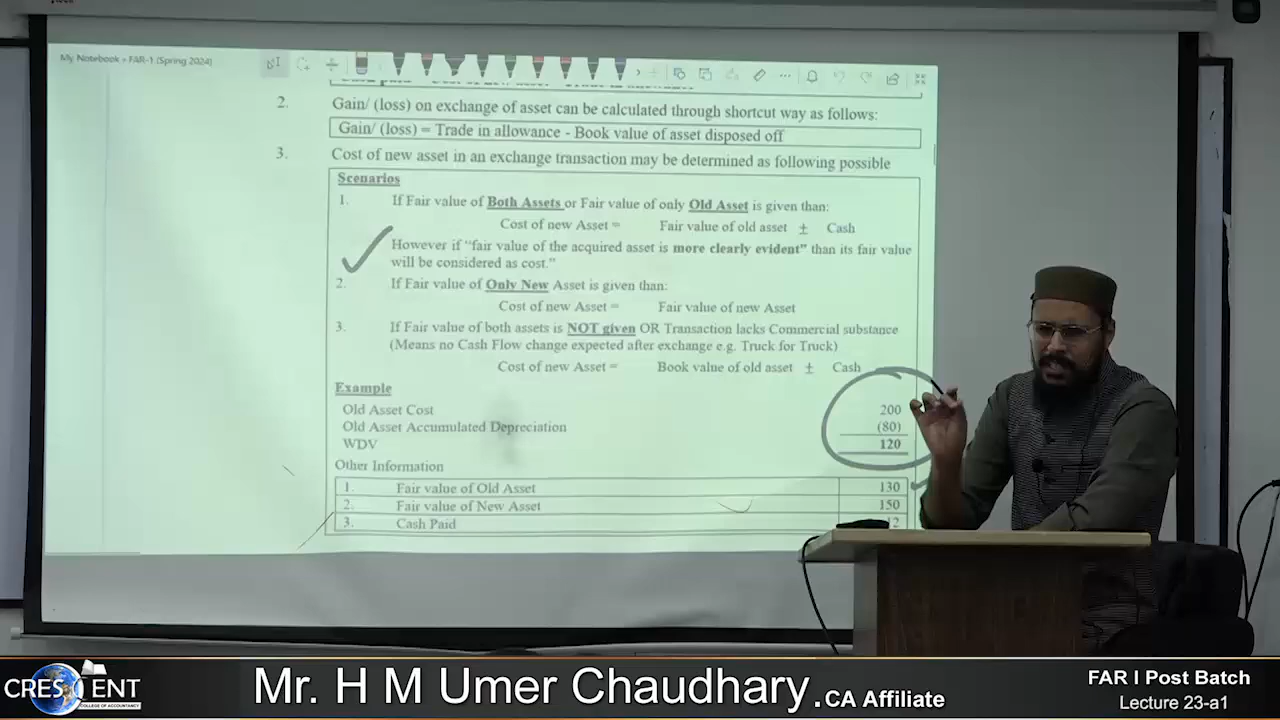 My Notebook » FAR-1 (Spring 2024)
2. Gain/ (loss) on exchange of asset can be calculated through shortcut way as follows:
Gain/ (loss) = Trade in allowance - Book value of asset disposed off
3. Cost of new asset in an exchange transaction may be determined as following possible
Scenarios
1. If Fair value of Both Assets or Fair value of only Old Asset is given than:
Cost of new Asset = Fair value of old asset ± Cash
However if "fair value of the acquired asset is more clearly evident" than its fair value
will be considered as cost."
2. If Fair value of Only New Asset is given than:
Cost of new Asset = Fair value of new Asset
3. If Fair value of both assets is NOT given OR Transaction lacks Commercial substance
(Means no Cash Flow change expected after exchange e.g. Truck for Truck)
Cost of new Asset = Book value of old asset ± Cash
Example
Old Asset Cost 200
Old Asset Accumulated Depreciation (80)
WDV 120
Other Information
1. Fair value of Old Asset 130
2. Fair value of New Asset 150
3. Cash Paid 12
CRESCENT
COLLEGE OF ACCOUNTANCY
Mr. H M Umer Chaudhary .CA Affiliate
FAR I Post Batch
Lecture 23-a1